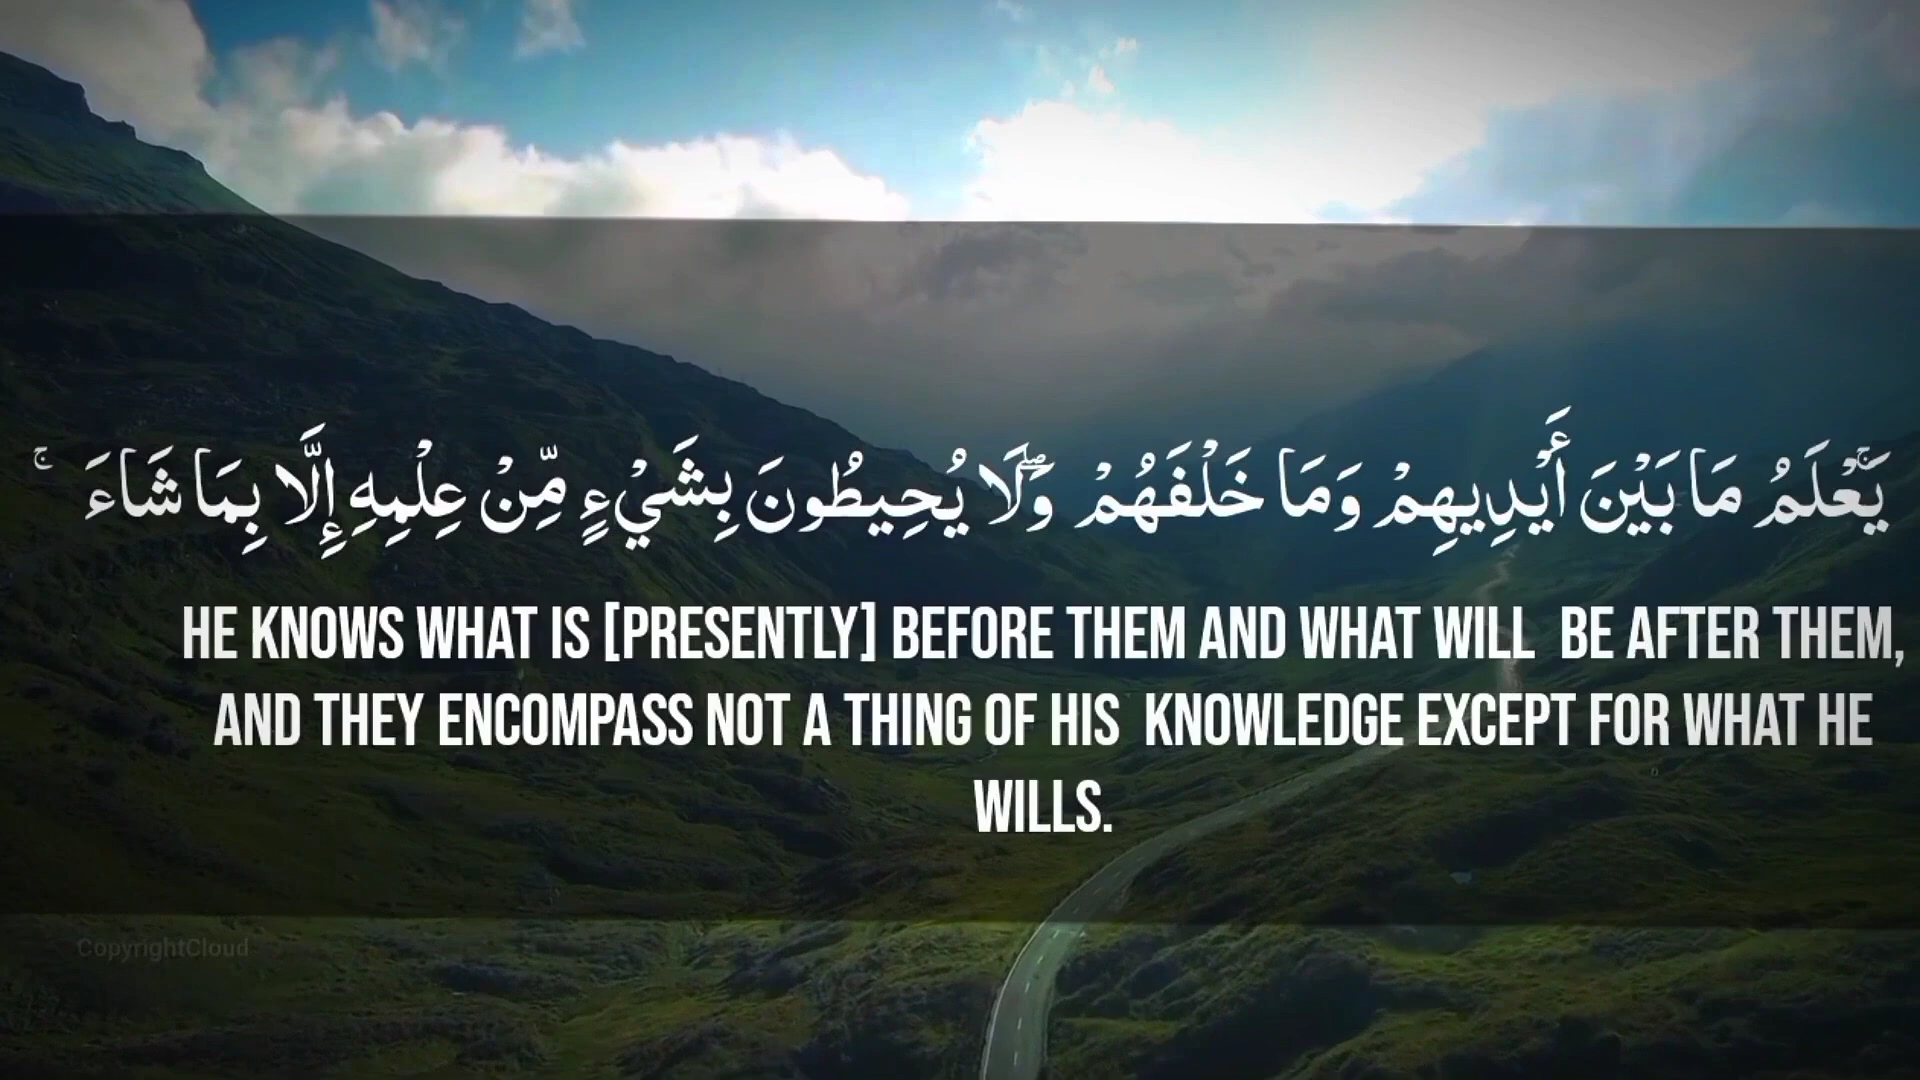 يَعْلَمُ مَا بَيْنَ أَيْدِيهِمْ وَمَا خَلْفَهُمْ ۖ وَلَا يُحِيطُونَ بِشَيْءٍ مِّنْ عِلْمِهِ إِلَّا بِمَا شَاءَ ۚ
HE KNOWS WHAT IS [PRESENTLY] BEFORE THEM AND WHAT WILL BE AFTER THEM,
AND THEY ENCOMPASS NOT A THING OF HIS KNOWLEDGE EXCEPT FOR WHAT HE
WILLS.
CopyrightCloud